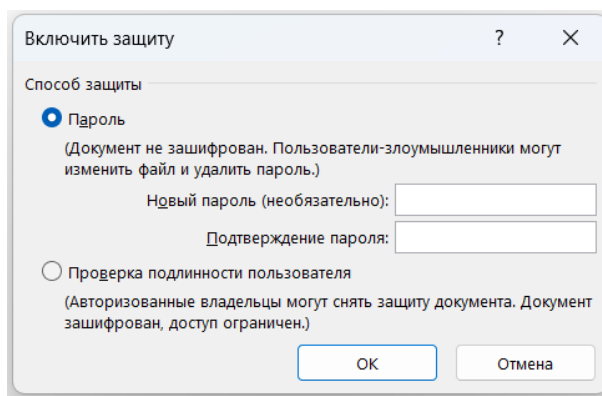 Включить защиту
?
Способ защиты
Пароль
(Документ не зашифрован. Пользователи-злоумышленники могут
изменить файл и удалить пароль.)
Новый пароль (необязательно):
Подтверждение пароля:
Проверка подлинности пользователя
(Авторизованные владельцы могут снять защиту документа. Документ
зашифрован, доступ ограничен.)
ОК Отмена